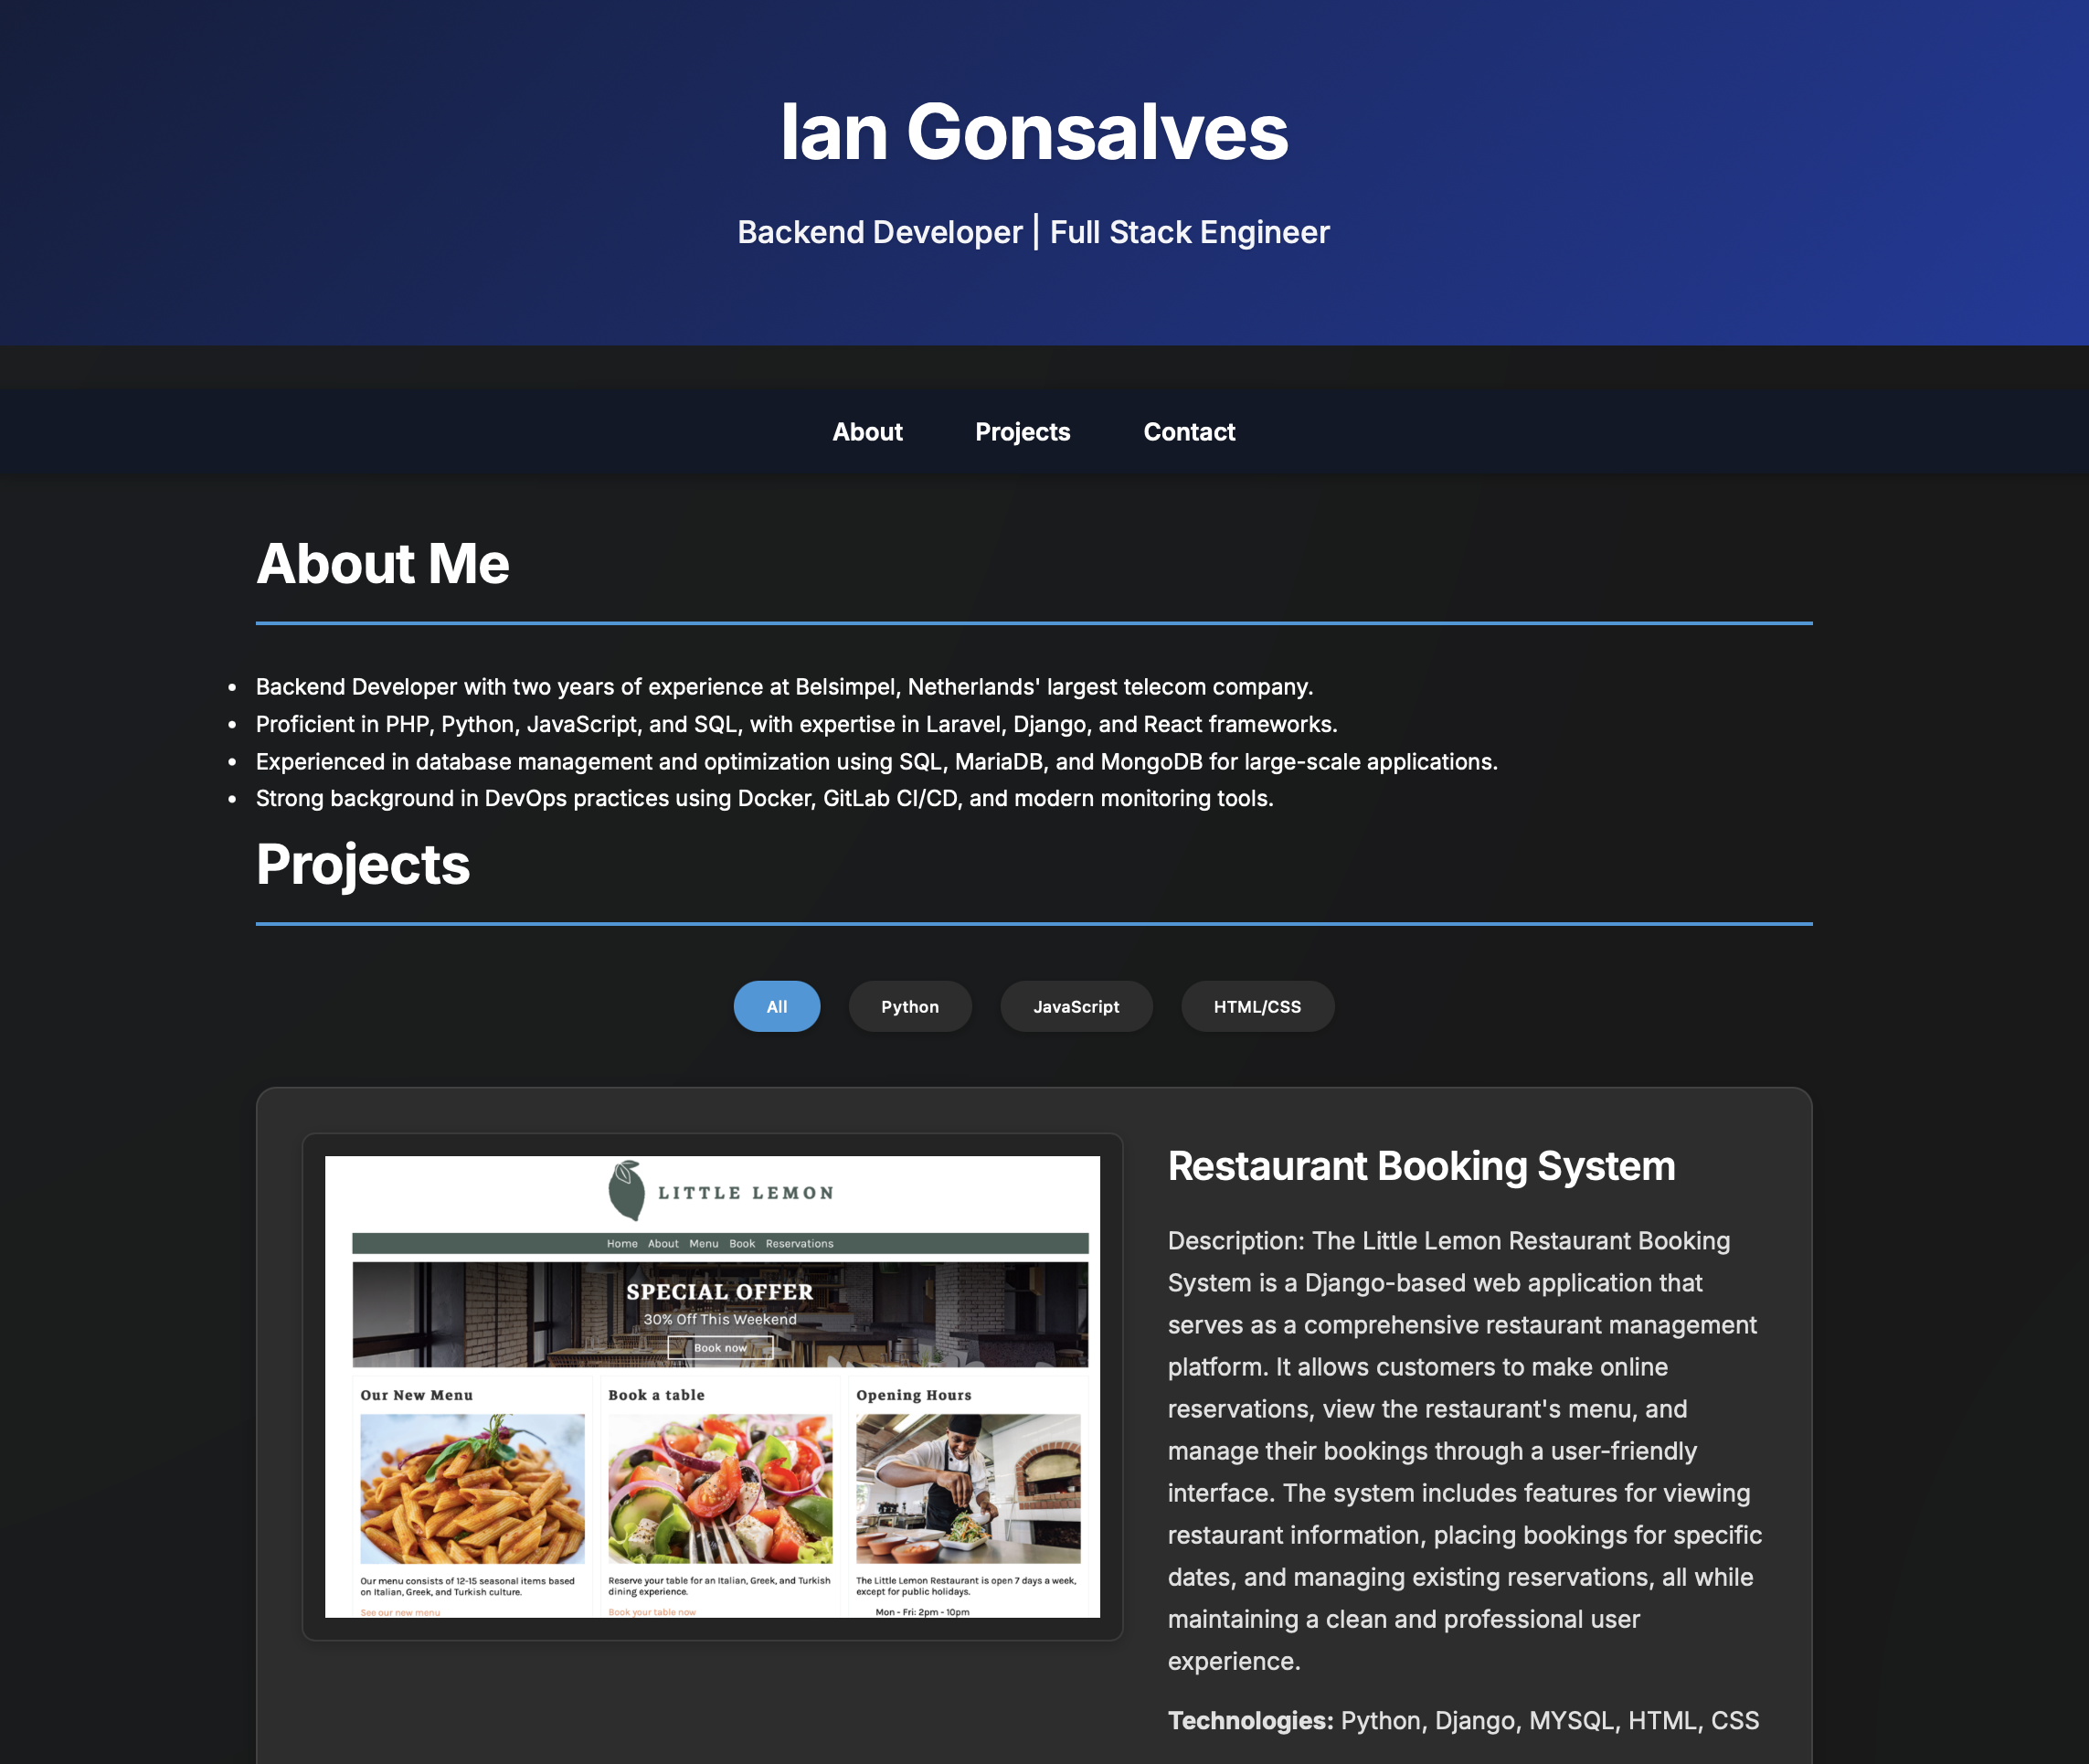 Ian Gonsalves
Backend Developer | Full Stack Engineer
About Projects Contact
About Me
• Backend Developer with two years of experience at Belsimpel, Netherlands' largest telecom company.
• Proficient in PHP, Python, JavaScript, and SQL, with expertise in Laravel, Django, and React frameworks.
• Experienced in database management and optimization using SQL, MariaDB, and MongoDB for large-scale applications.
• Strong background in DevOps practices using Docker, GitLab CI/CD, and modern monitoring tools.
Projects
All Python JavaScript HTML/CSS
LITTLE LEMON
Home About Menu Book Reservations
SPECIAL OFFER
30% Off This Weekend
Book now
Our New Menu
Our menu consists of 12-15 seasonal items based
on Italian, Greek, and Turkish culture.
See our new menu
Book a table
Reserve your table for an Italian, Greek, and Turkish
dining experience.
Book your table now
Opening Hours
The Little Lemon Restaurant is open 7 days a week,
except for public holidays.
Mon - Fri: 2pm - 10pm
Restaurant Booking System
Description: The Little Lemon Restaurant Booking
System is a Django-based web application that
serves as a comprehensive restaurant management
platform. It allows customers to make online
reservations, view the restaurant's menu, and
manage their bookings through a user-friendly
interface. The system includes features for viewing
restaurant information, placing bookings for specific
dates, and managing existing reservations, all while
maintaining a clean and professional user
experience.
Technologies: Python, Django, MYSQL, HTML, CSS